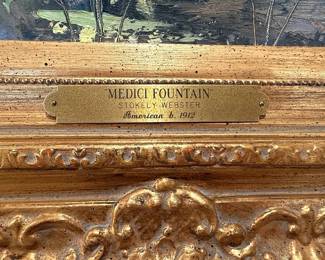 "MEDICI FOUNTAIN"
STOKELY WEBSTER
American b. 1912